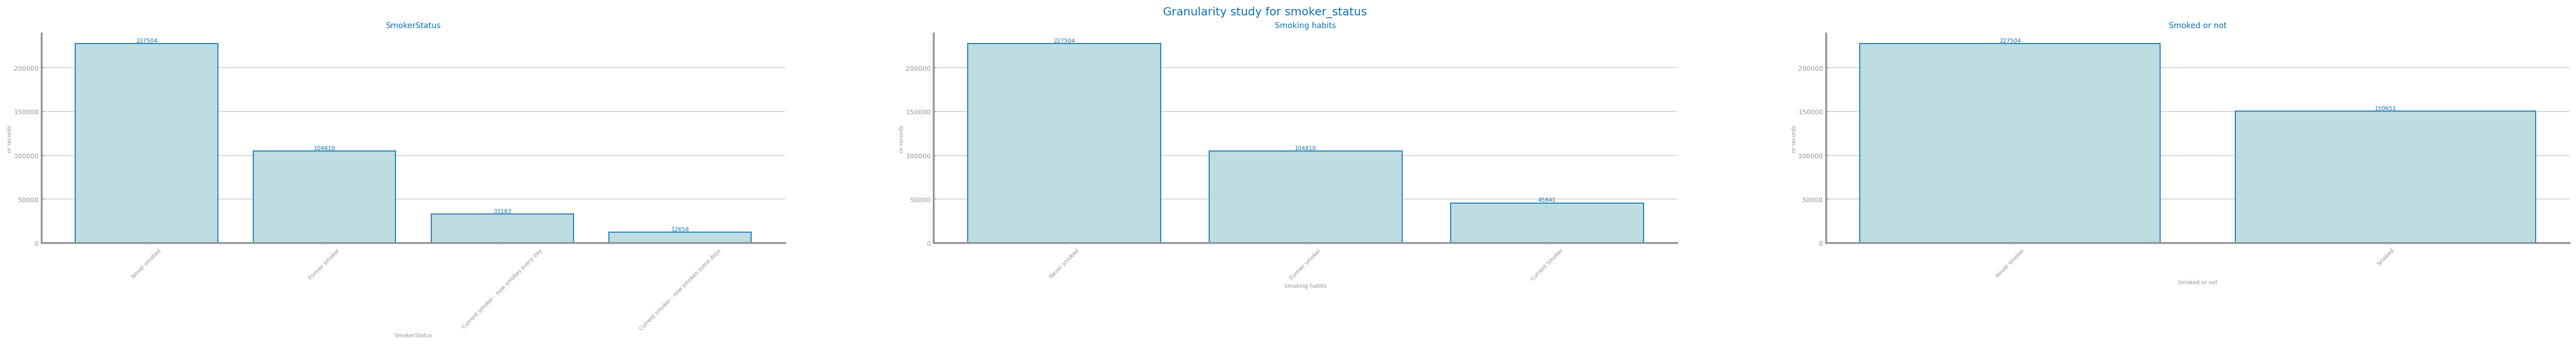 Granularity study for smoker_status
SmokerStatus
227504
104810
33183
12658
200000
150000
100000
50000
0
nr records
Never smoked
Former smoker
Current smoker - now smokes every day
Current smoker - now smokes some days
SmokerStatus
Smoking habits
227504
104810
45841
200000
150000
100000
50000
0
nr records
Never smoked
Former smoker
Current Smoker
Smoking habits
Smoked or not
227504
150651
200000
150000
100000
50000
0
nr records
Never smoker
Smoked
Smoked or not